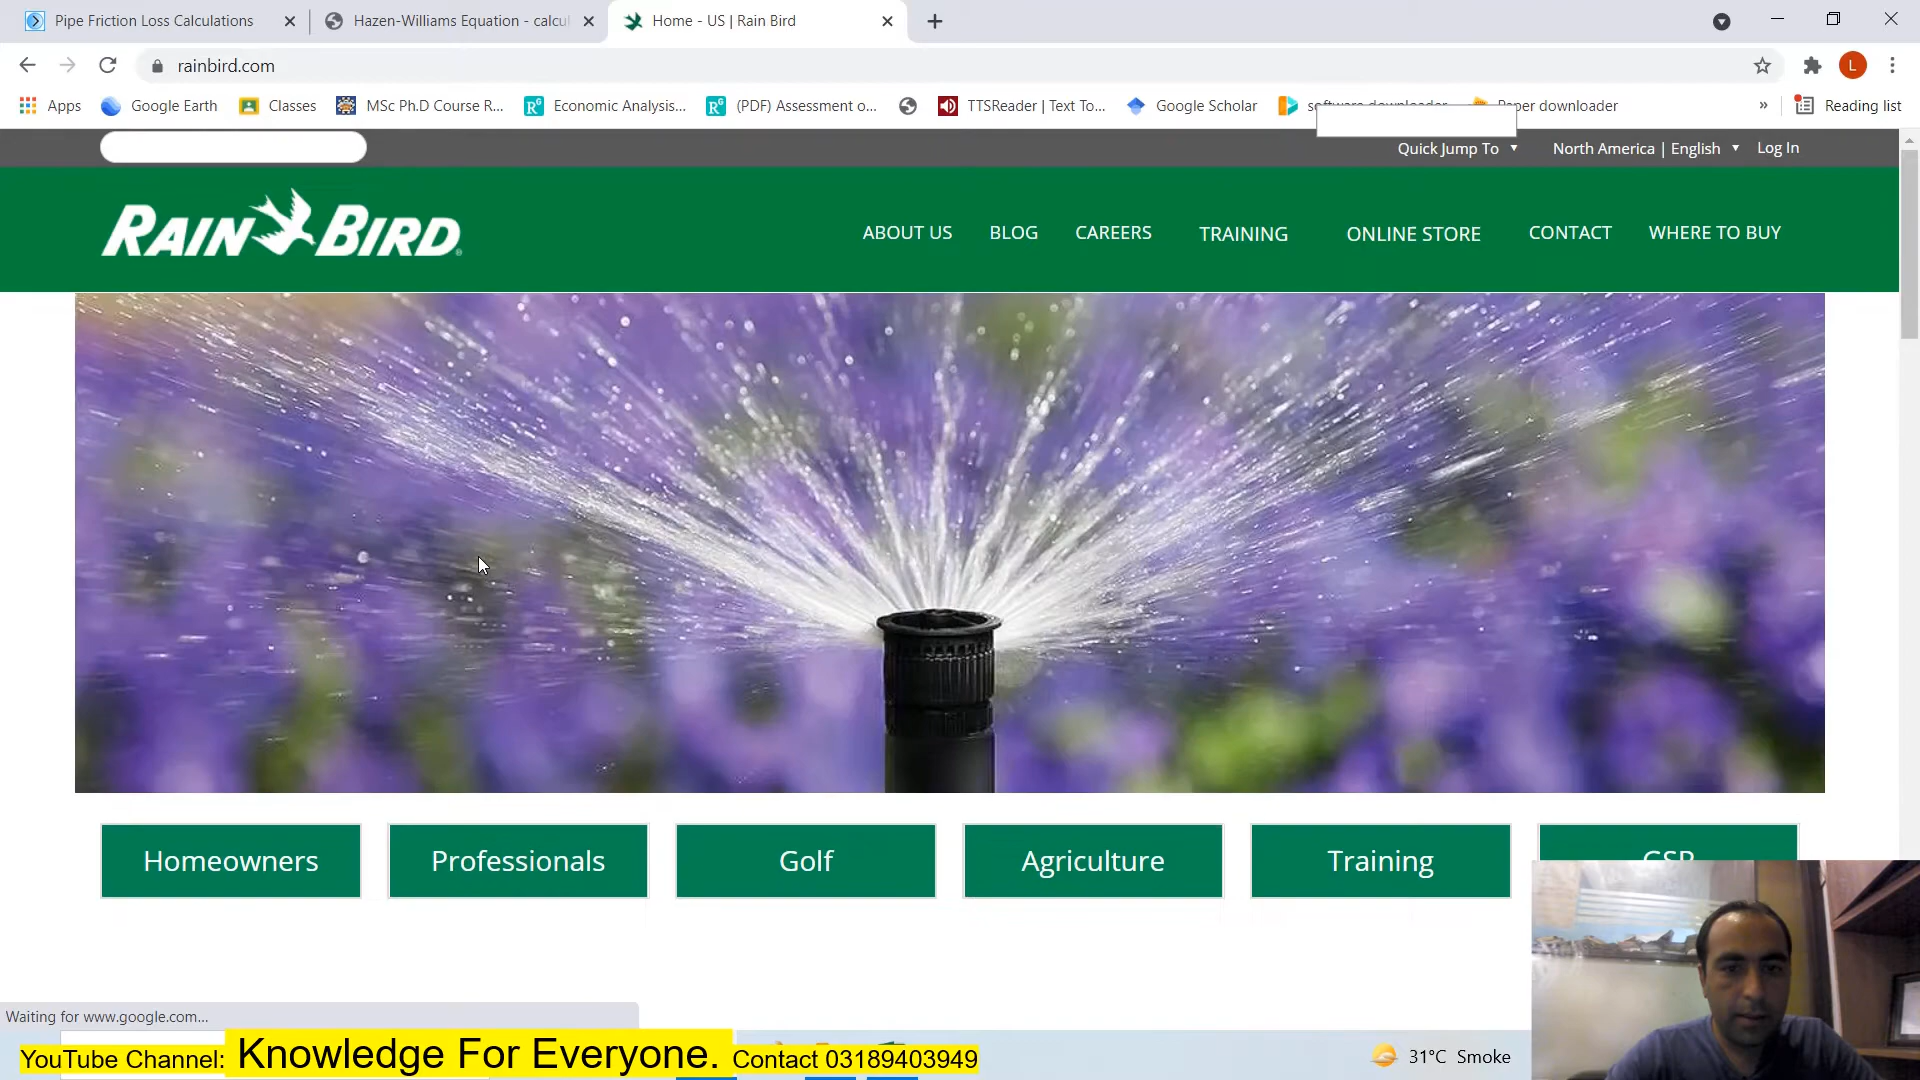 Pipe Friction Loss Calculations
Hazen-Williams Equation - calcul
Home - US | Rain Bird
rainbird.com
L
Apps
Google Earth
Classes
MSc Ph.D Course R...
Economic Analysis...
(PDF) Assessment o...
TTSReader | Text To...
Google Scholar
software downloader
Paper downloader
»
Reading list
Quick Jump To
North America | English
Log In
RAIN BIRD
ABOUT US
BLOG
CAREERS
TRAINING
ONLINE STORE
CONTACT
WHERE TO BUY
Homeowners
Professionals
Golf
Agriculture
Training
Waiting for www.google.com...
YouTube Channel: Knowledge For Everyone. Contact 03189403949
31°C Smoke